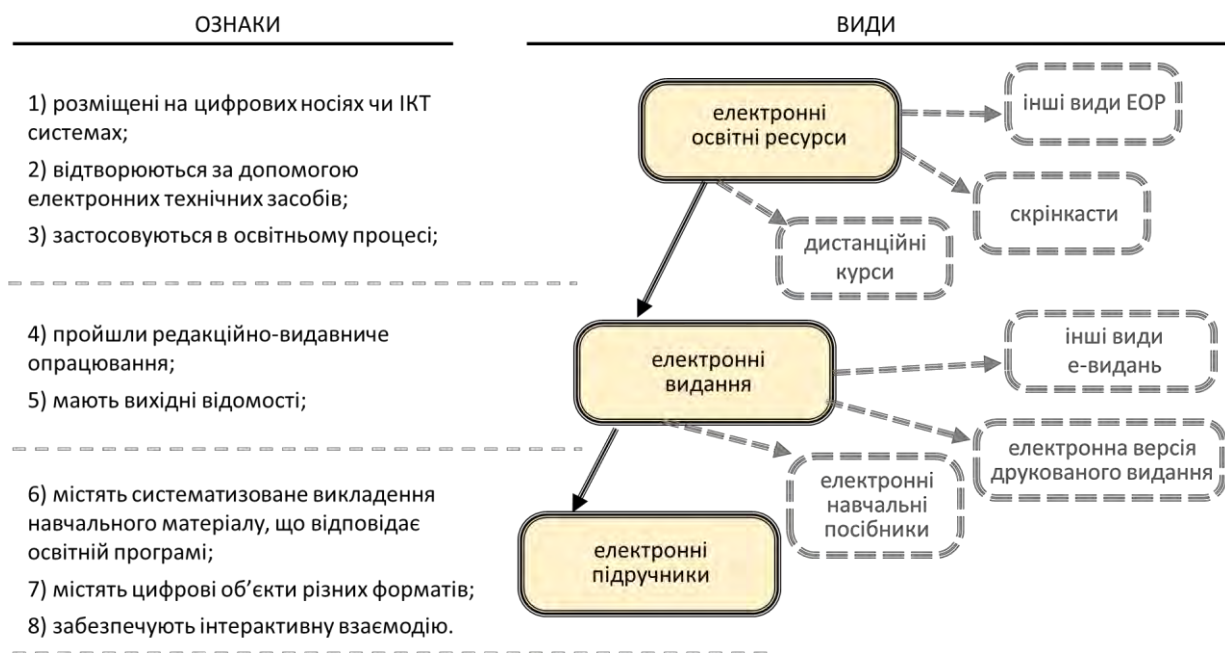 ОЗНАКИ
ВИДИ
1) розміщені на цифрових носіях чи ІКТ
системах;
2) відтворюються за допомогою
електронних технічних засобів;
3) застосовуються в освітньому процесі;
електронні
освітні ресурси
інші види ЕОР
скрінкасти
дистанційні
курси
4) пройшли редакційно-видавниче
опрацювання;
5) мають вихідні відомості;
електронні
видання
інші види
е-видань
електронна версія
друкованого видання
електронні
навчальні
посібники
6) містять систематизоване викладення
навчального матеріалу, що відповідає
освітній програмі;
7) містять цифрові об’єкти різних форматів;
8) забезпечують інтерактивну взаємодію.
електронні
підручники